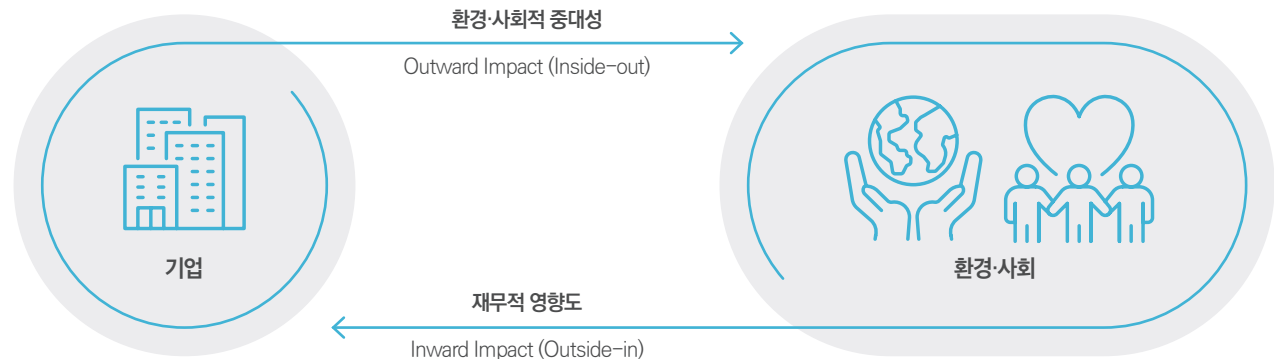 환경·사회적 중대성
Outward Impact (Inside-out)
기업
환경·사회
재무적 영향도
Inward Impact (Outside-in)